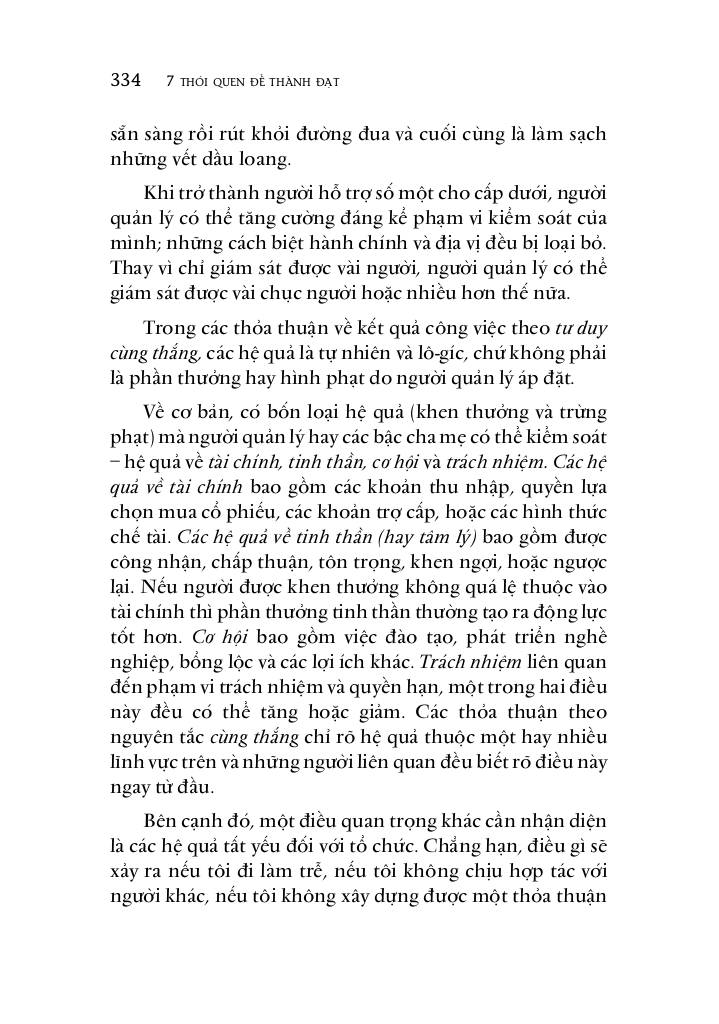 334 7 THÓI QUEN ĐỂ THÀNH ĐẠT
sẵn sàng rồi rút khỏi đường đua và cuối cùng là làm sạch
những vết dầu loang.
Khi trở thành người hỗ trợ số một cho cấp dưới, người
quản lý có thể tăng cường đáng kể phạm vi kiểm soát của
mình; những cách biệt hành chính và địa vị đều bị loại bỏ.
Thay vì chỉ giám sát được vài người, người quản lý có thể
giám sát được vài chục người hoặc nhiều hơn thế nữa.
Trong các thỏa thuận về kết quả công việc theo tư duy
cùng thắng, các hệ quả là tự nhiên và lô-gíc, chứ không phải
là phần thưởng hay hình phạt do người quản lý áp đặt.
Về cơ bản, có bốn loại hệ quả (khen thưởng và trừng
phạt) mà người quản lý hay các bậc cha mẹ có thể kiểm soát
– hệ quả về tài chính, tinh thần, cơ hội và trách nhiệm. Các hệ
quả về tài chính bao gồm các khoản thu nhập, quyền lựa
chọn mua cổ phiếu, các khoản trợ cấp, hoặc các hình thức
chế tài. Các hệ quả về tinh thần (hay tâm lý) bao gồm được
công nhận, chấp thuận, tôn trọng, khen ngợi, hoặc ngược
lại. Nếu người được khen thưởng không quá lệ thuộc vào
tài chính thì phần thưởng tinh thần thường tạo ra động lực
tốt hơn. Cơ hội bao gồm việc đào tạo, phát triển nghề
nghiệp, bổng lộc và các lợi ích khác. Trách nhiệm liên quan
đến phạm vi trách nhiệm và quyền hạn, một trong hai điều
này đều có thể tăng hoặc giảm. Các thỏa thuận theo
nguyên tắc cùng thắng chỉ rõ hệ quả thuộc một hay nhiều
lĩnh vực trên và những người liên quan đều biết rõ điều này
ngay từ đầu.
Bên cạnh đó, một điều quan trọng khác cần nhận diện
là các hệ quả tất yếu đối với tổ chức. Chẳng hạn, điều gì sẽ
xảy ra nếu tôi đi làm trễ, nếu tôi không chịu hợp tác với
người khác, nếu tôi không xây dựng được một thỏa thuận